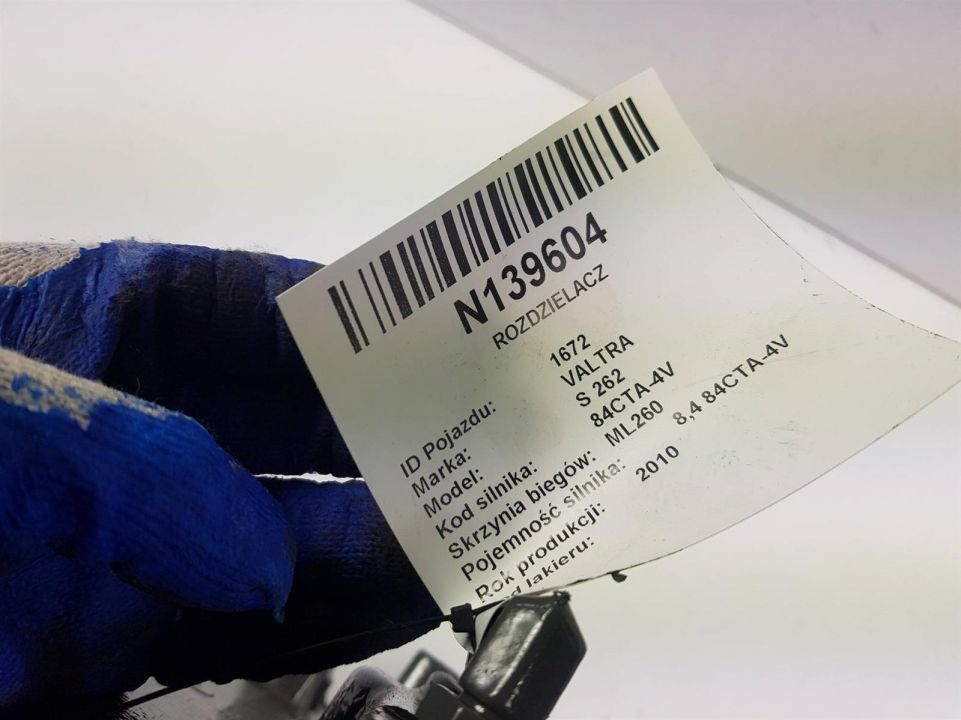 N139604
ROZDZIELACZ
ID Pojazdu: 1672
Marka: VALTRA
Model: S 262
Kod silnika: 84CTA-4V
Skrzynia biegów: ML260
Pojemność silnika: 8,4 84CTA-4V
Rok produkcji: 2010
lakieru: